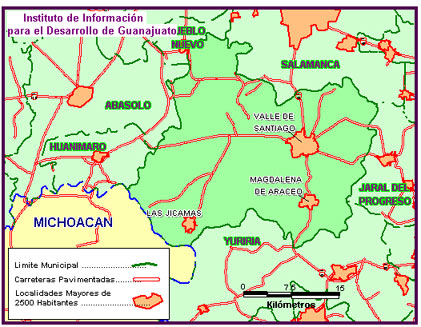 Instituto de Información
para el Desarrollo de Guanajuato
PUEBLO
NUEVO
SALAMANCA
ABASOLO
VALLE DE
SANTIAGO
HUANIMARO
MAGDALENA
DE ARACEO
JARAL DEL
PROGRESO
LAS JICAMAS
MICHOACAN
YURIRIA
Limite Municipal
Carreteras Pavimentadas
Localidades Mayores de
2500 Habitantes
0 7.5 15
Kilómetros